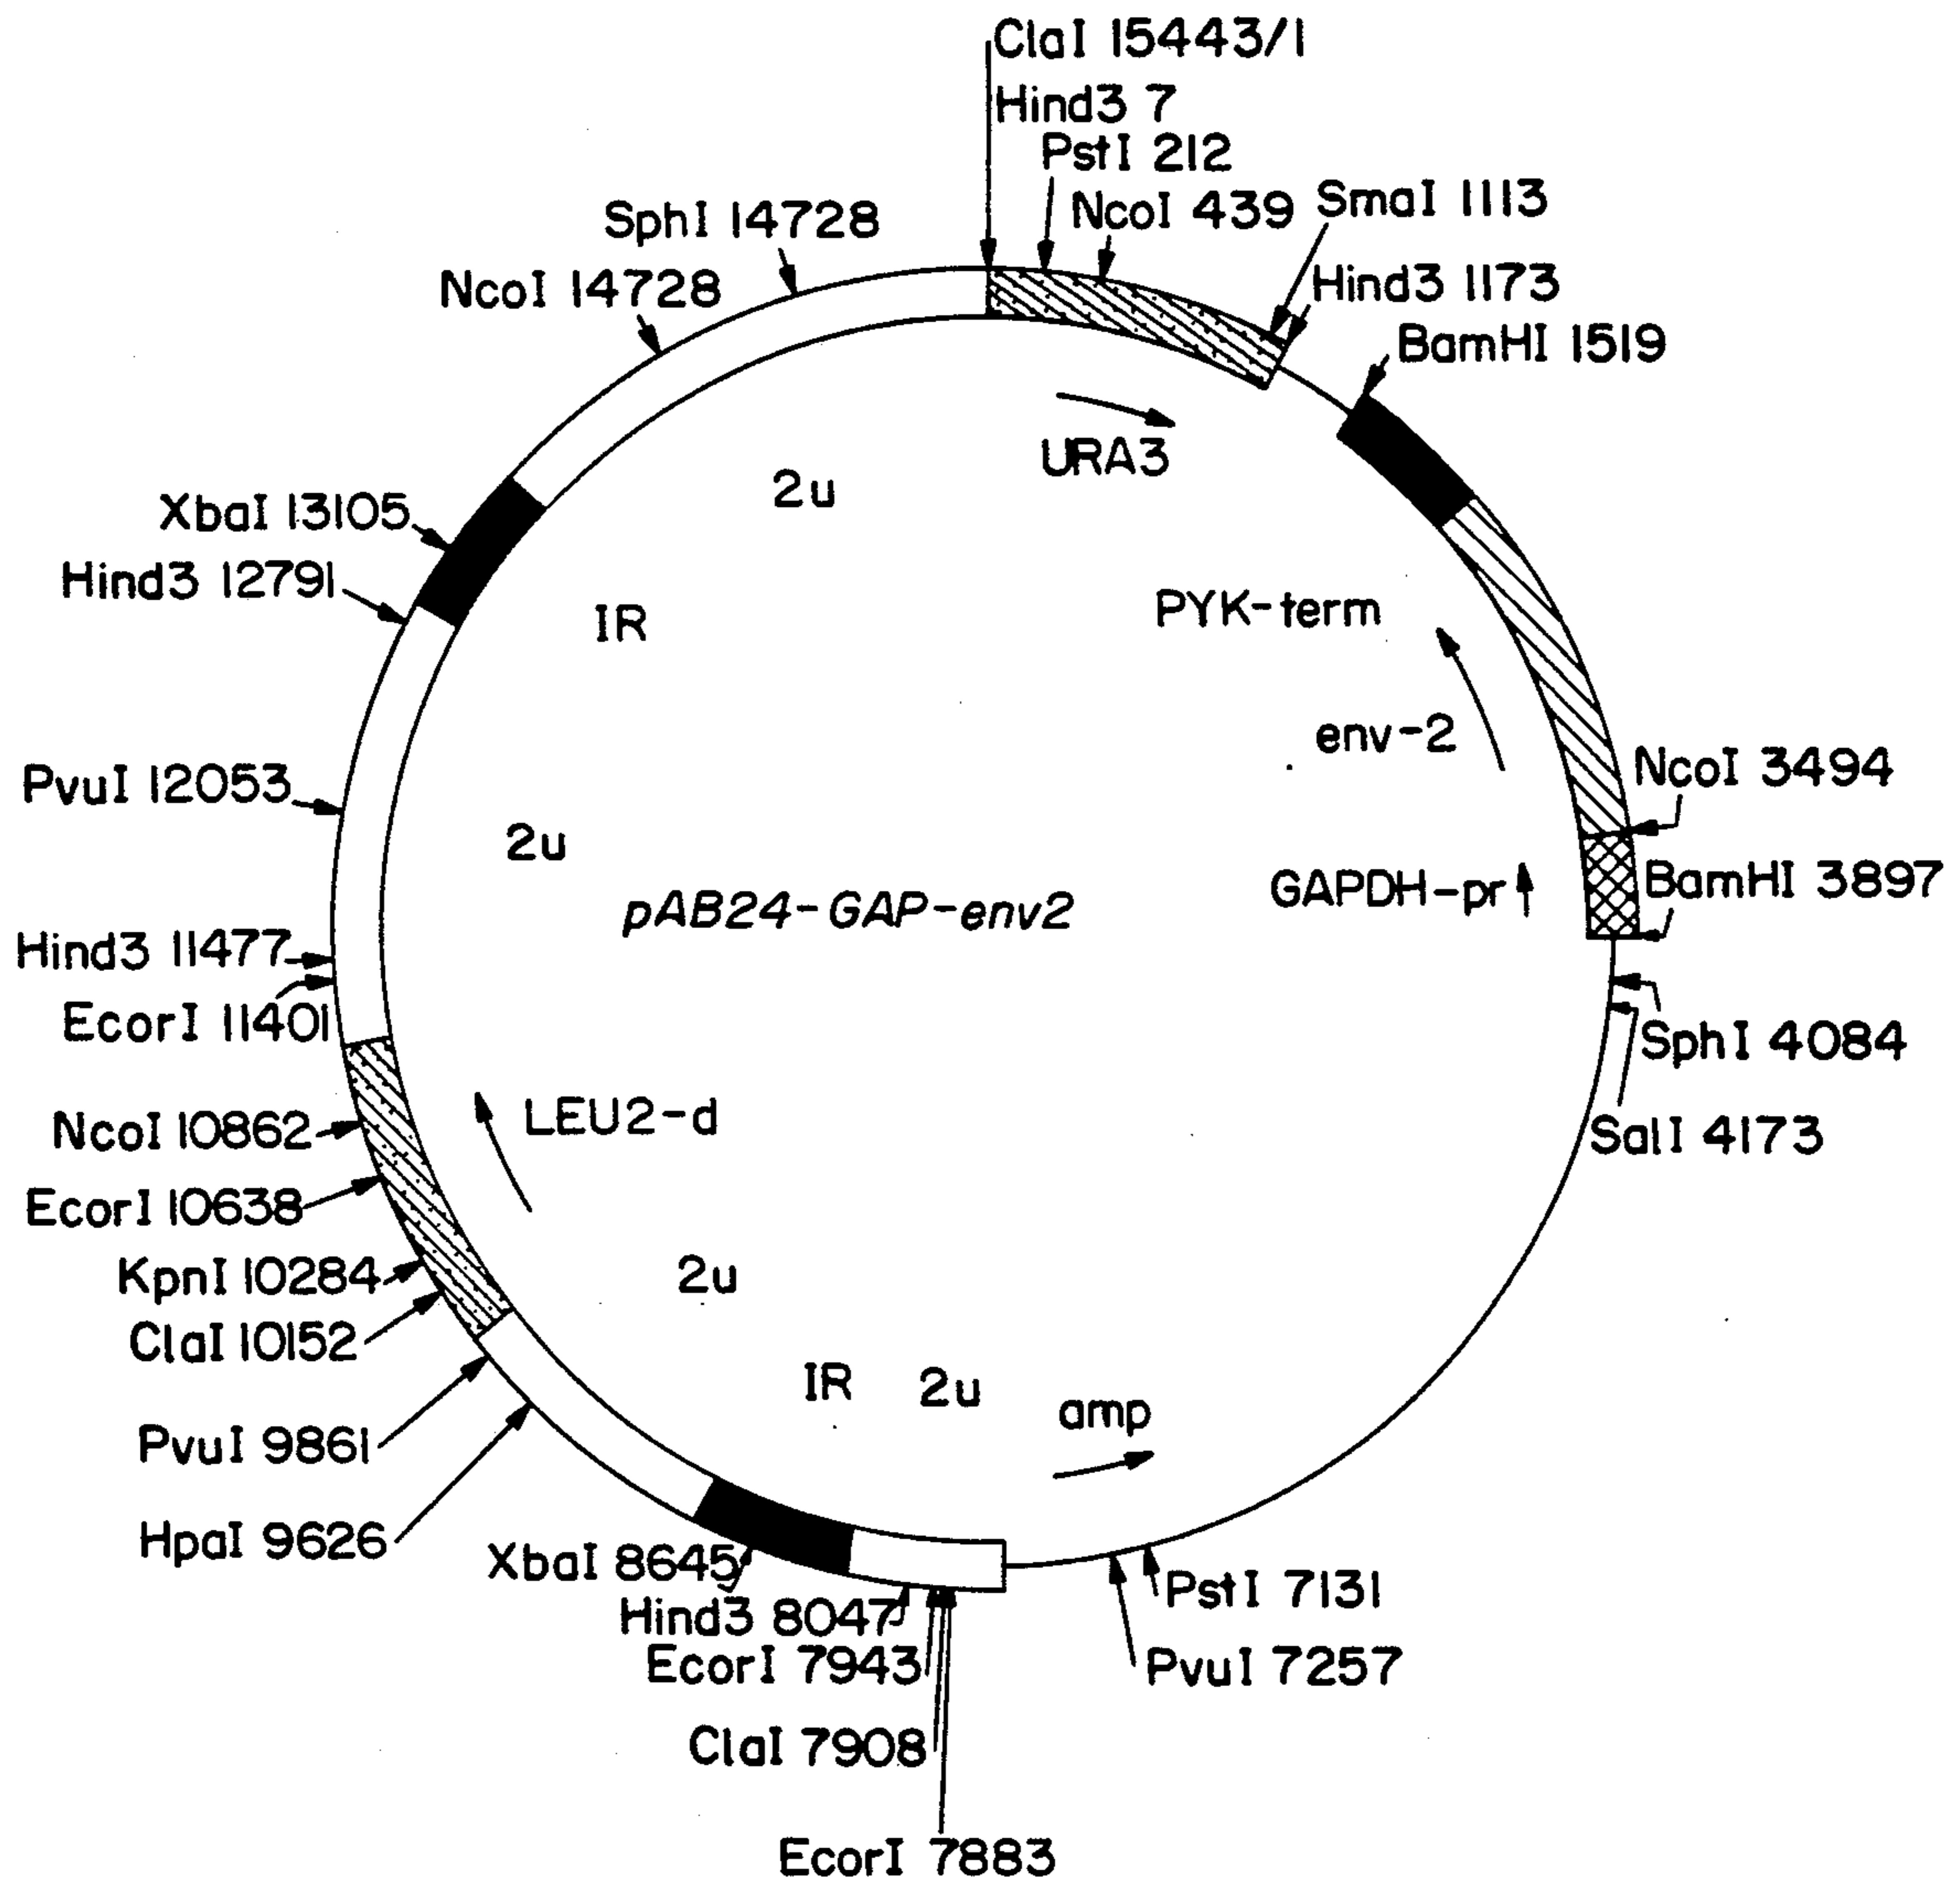 ClaI 15443/1
Hind3 7
PstI 212
NcoI 439
SmaI 1113
SphI 14728
NcoI 14728
Hind3 1173
BamHI 1519
URA3
2u
XbaI 13105
Hind3 12791
IR
PYK-term
env-2
NcoI 3494
PvuI 12053
2u
pAB24-GAP-env2
GAPDH-pr
BamHI 3897
Hind3 11477
EcorI 11401
SphI 4084
NcoI 10862
LEU2-d
SalI 4173
EcorI 10638
KpnI 10284
2u
ClaI 10152
IR
2u
amp
PvuI 9861
HpaI 9626
XbaI 8645
PstI 7131
Hind3 8047
EcorI 7943
PvuI 7257
ClaI 7908
EcorI 7883